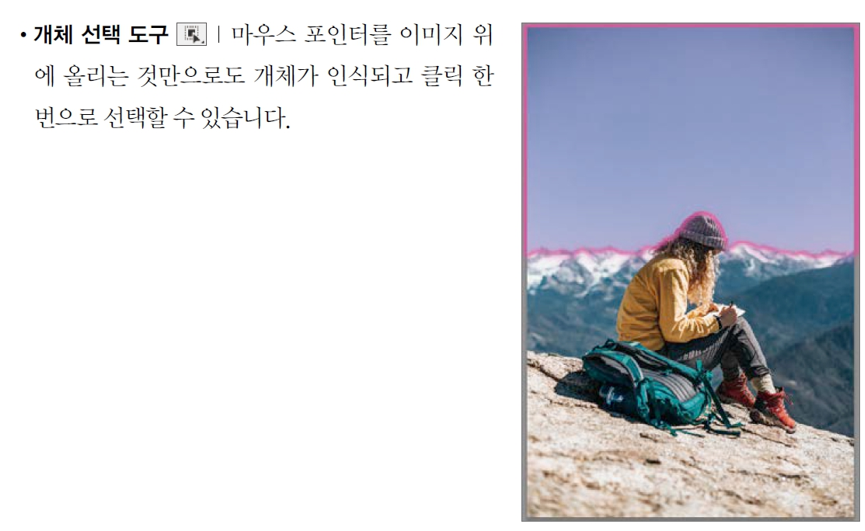 • 개체 선택 도구 | 마우스 포인터를 이미지 위
에 올리는 것만으로도 개체가 인식되고 클릭 한
번으로 선택할 수 있습니다.